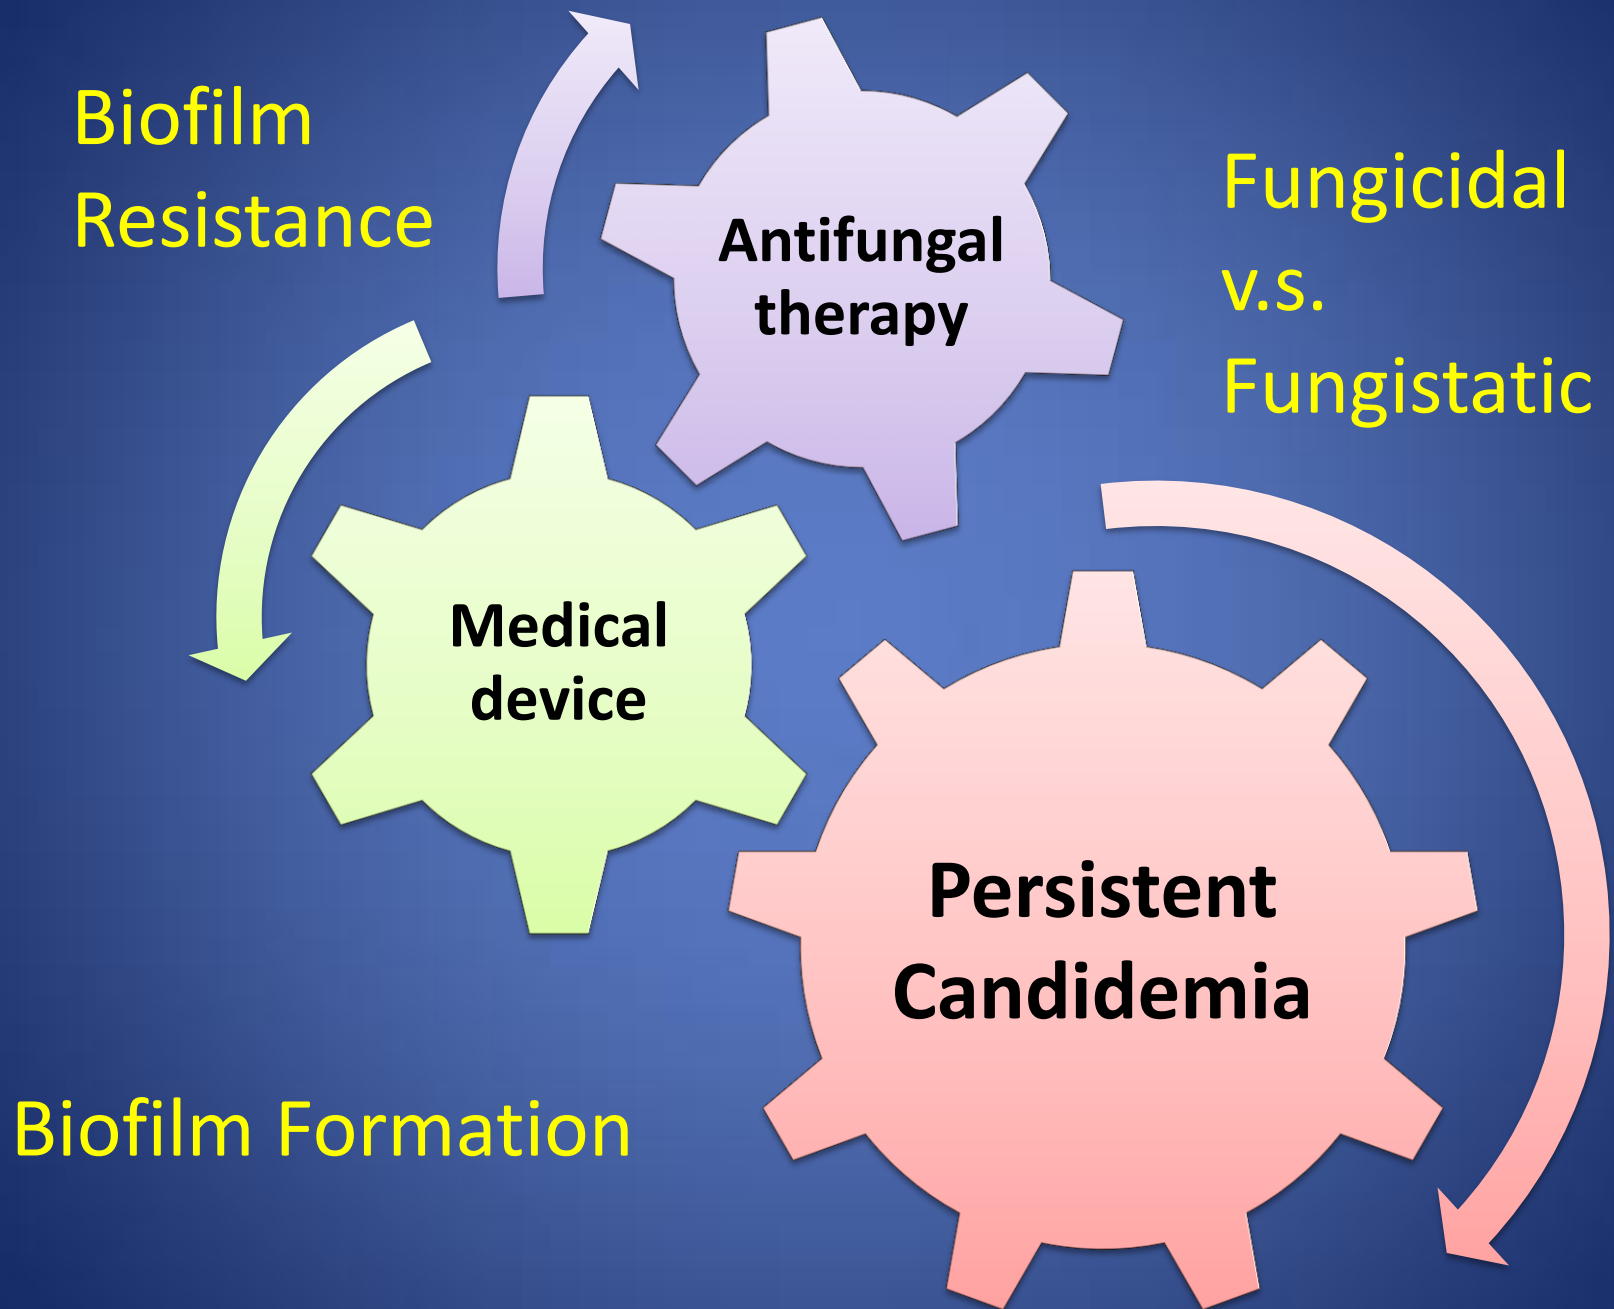 Biofilm
Resistance
Antifungal
therapy
Fungicidal
v.s.
Fungistatic
Medical
device
Persistent
Candidemia
Biofilm Formation